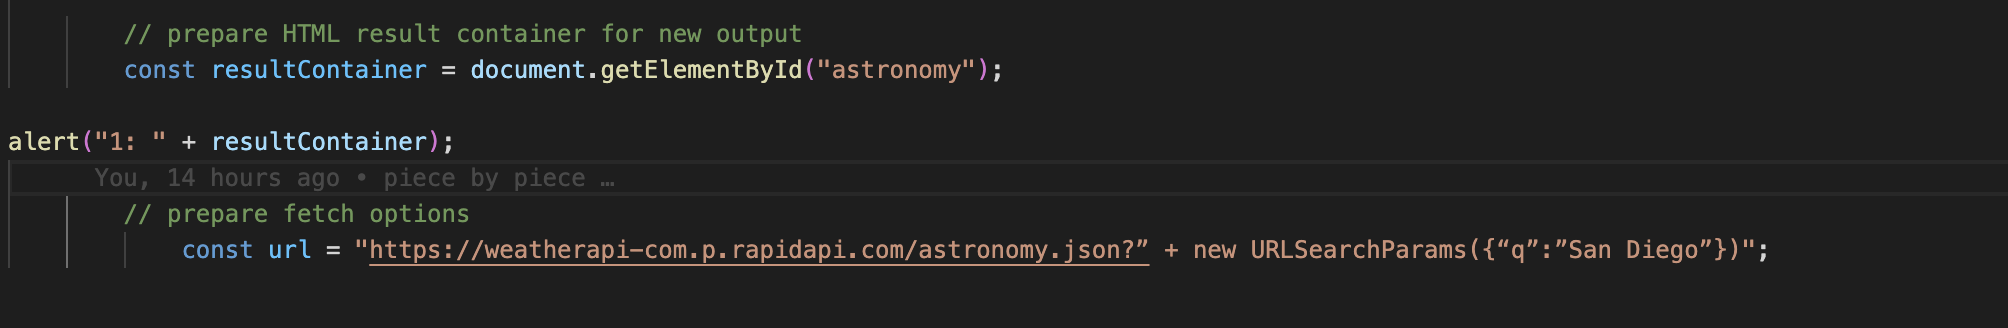 // prepare HTML result container for new output
const resultContainer = document.getElementById("astronomy");
alert("1: " + resultContainer);
You, 14 hours ago • piece by piece …
// prepare fetch options
const url = "https://weatherapi-com.p.rapidapi.com/astronomy.json?” + new URLSearchParams({“q”:”San Diego”})";